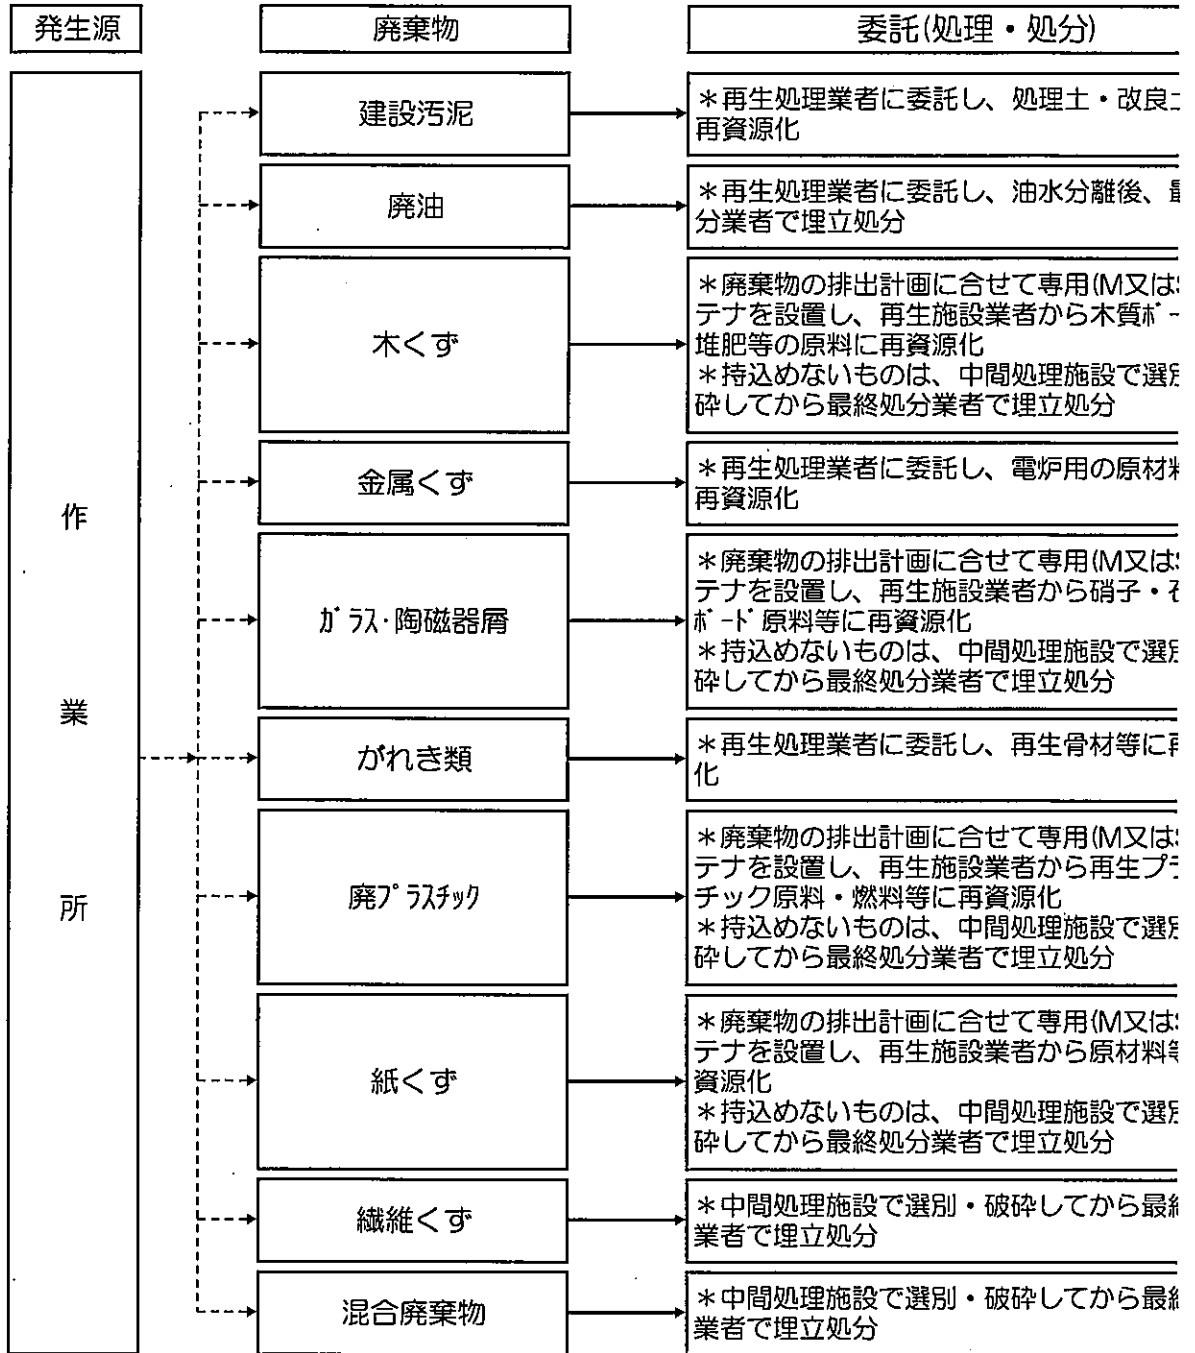 発生源
廃棄物
委託(処理・処分)
作
業
所
建設汚泥
＊再生処理業者に委託し、処理土・改良
再資源化
廃油
＊再生処理業者に委託し、油水分離後、
分業者で埋立処分
木くず
＊廃棄物の排出計画に合せて専用(M又は
テナを設置し、再生施設業者から木質ﾎﾞｰ
堆肥等の原料に再資源化
＊持込めないものは、中間処理施設で選
砕してから最終処分業者で埋立処分
金属くず
＊再生処理業者に委託し、電炉用の原材
再資源化
ｶﾞﾗｽ･陶磁器屑
＊廃棄物の排出計画に合せて専用(M又は
テナを設置し、再生施設業者から硝子・
ﾎﾞｰﾄﾞ原料等に再資源化
＊持込めないものは、中間処理施設で選
砕してから最終処分業者で埋立処分
がれき類
＊再生処理業者に委託し、再生骨材等に
化
廃ﾌﾟﾗｽﾁｯｸ
＊廃棄物の排出計画に合せて専用(M又は
テナを設置し、再生施設業者から再生プラ
チック原料・燃料等に再資源化
＊持込めないものは、中間処理施設で選
砕してから最終処分業者で埋立処分
紙くず
＊廃棄物の排出計画に合せて専用(M又は
テナを設置し、再生施設業者から原材料
資源化
＊持込めないものは、中間処理施設で選
砕してから最終処分業者で埋立処分
繊維くず
＊中間処理施設で選別・破砕してから最
業者で埋立処分
混合廃棄物
＊中間処理施設で選別・破砕してから最
業者で埋立処分